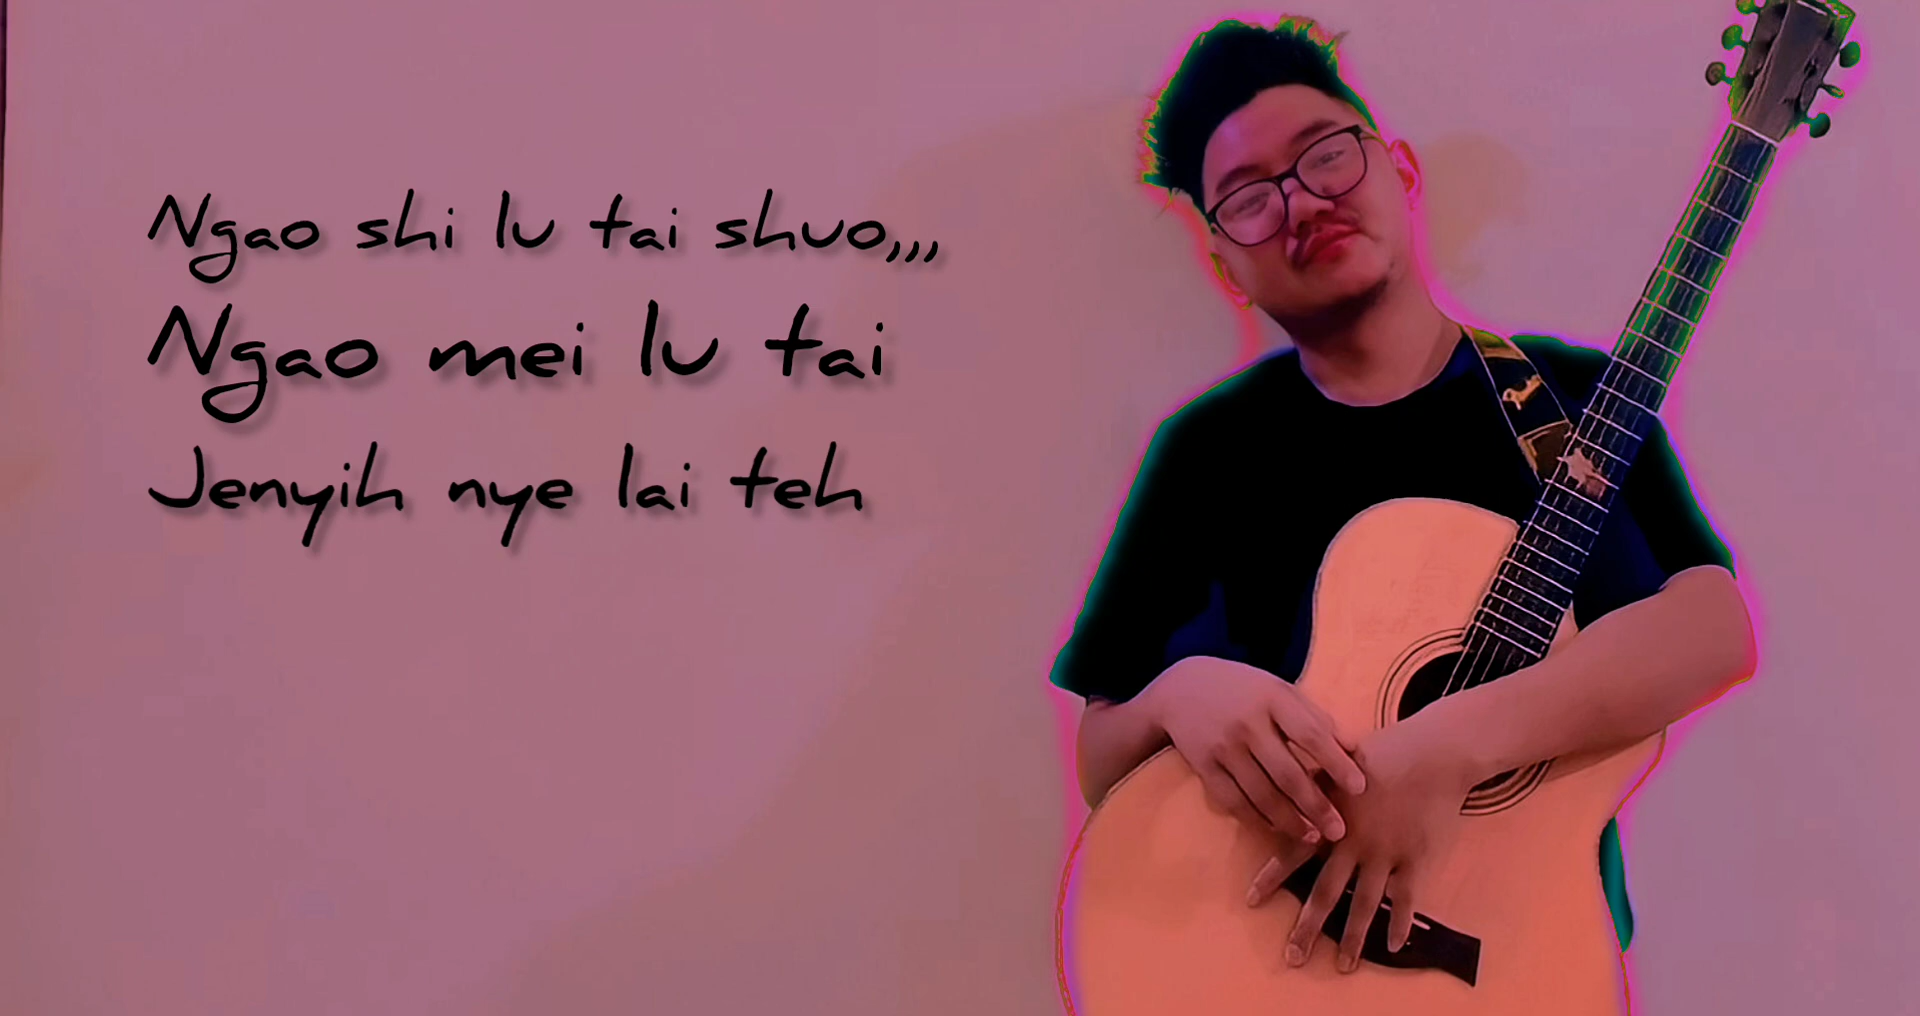 Ngao shi lu tai shuo,,,
Ngao mei lu tai
Jenyih nye lai teh